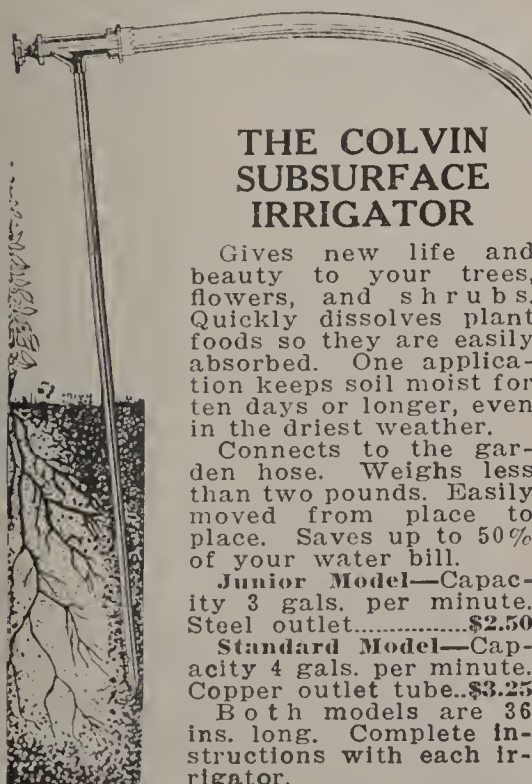 THE COLVIN
SUBSURFACE
IRRIGATOR
Gives new life and
beauty to your trees,
flowers, and shrubs.
Quickly dissolves plant
foods so they are easily
absorbed. One applica-
tion keeps soil moist for
ten days or longer, even
in the driest weather.
Connects to the gar-
den hose. Weighs less
than two pounds. Easily
moved from place to
place. Saves up to 50%
of your water bill.
Junior Model—Capac-
ity 3 gals. per minute.
Steel outlet..............$2.50
Standard Model—Cap-
acity 4 gals. per minute.
Copper outlet tube..$3.25
Both models are 36
ins. long. Complete in-
structions with each ir-
rigator.